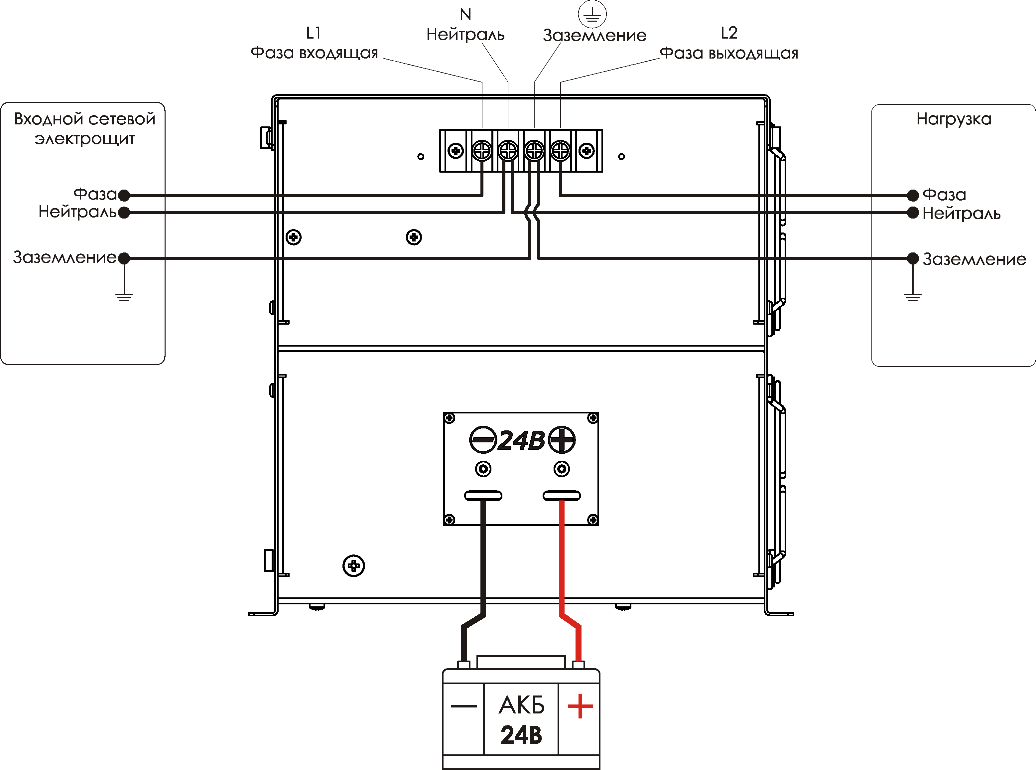 L1
Фаза входящая
N
Нейтраль
Заземление
L2
Фаза выходящая
Входной сетевой
электрощит
Фаза
Нейтраль
Заземление
Нагрузка
Фаза
Нейтраль
Заземление
24В
АКБ
24В